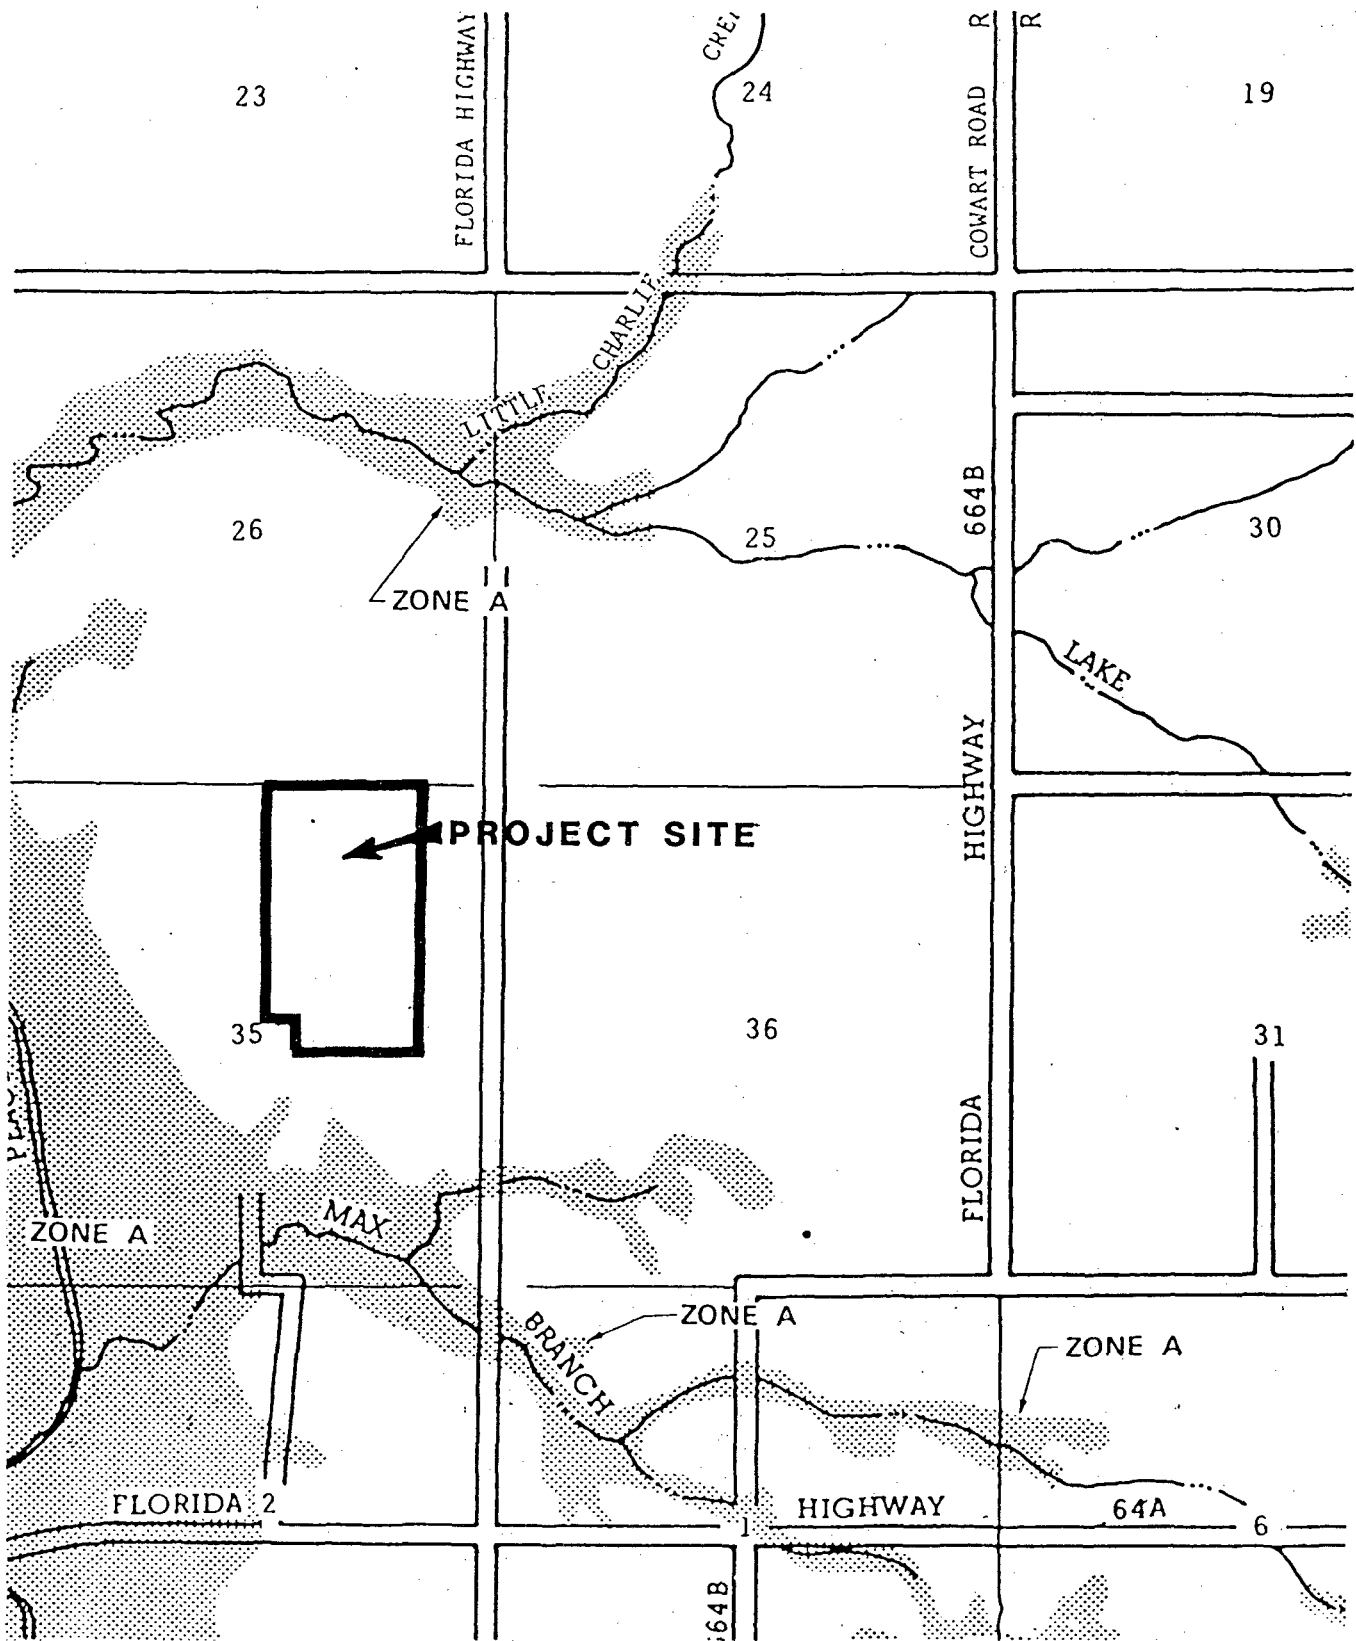 23
FLORIDA HIGHWAY
24
COWART ROAD
R
R
19
LITTLE
CHARLIE
26
25
664B
30
ZONE A
LAKE
HIGHWAY
PROJECT SITE
35
36
31
FLORIDA
ZONE A
MAX
BRANCH
ZONE A
ZONE A
FLORIDA 2
1
HIGHWAY
64A
6